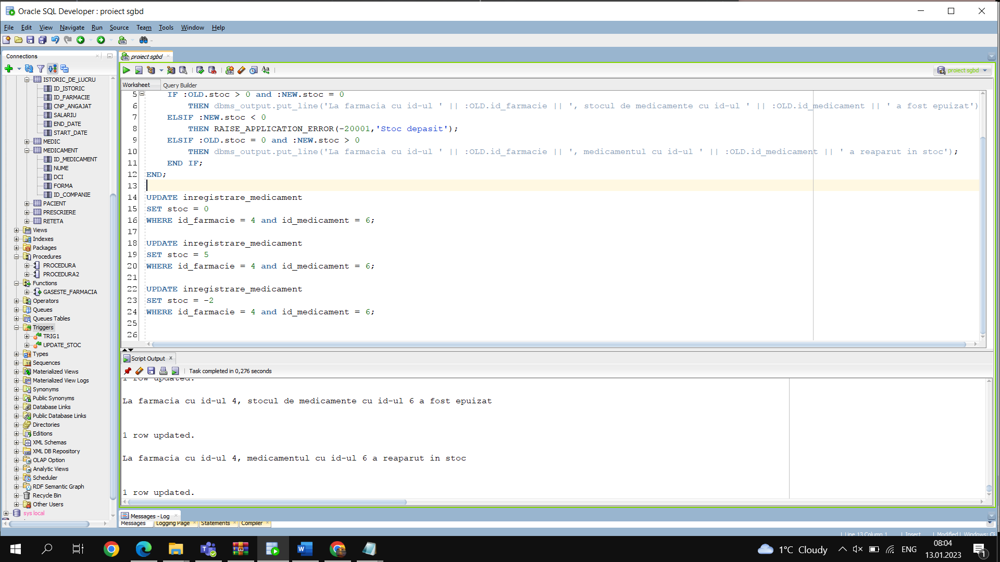 Oracle SQL Developer : proiect sgbd
File Edit View Navigate Run Source Team Tools Window Help
Connections
proiect sgbd
proiect sgbd
Worksheet Query Builder
ISTORIC_DE_LUCRU
ID_ISTORIC
ID_FARMACIE
CNP_ANGAJAT
SALARIU
END_DATE
START_DATE
MEDIC
MEDICAMENT
ID_MEDICAMENT
NUME
DCI
FORMA
ID_COMPANIE
PACIENT
PRESCRIERE
RETETA
Views
Indexes
Packages
Procedures
PROCEDURA
PROCEDURA2
Functions
GASESTE_FARMACIA
Operators
Queues
Queues Tables
Triggers
TRIG1
UPDATE_STOC
Types
Sequences
Materialized Views
Materialized View Logs
Synonyms
Public Synonyms
Database Links
Public Database Links
Directories
Editions
XML Schemas
XML DB Repository
OLAP Option
Analytic Views
Scheduler
RDF Semantic Graph
Recycle Bin
Other Users
sys local
5 IF :OLD.stoc > 0 and :NEW.stoc = 0
6 THEN dbms_output.put_line('La farmacia cu id-ul ' || :OLD.id_farmacie || ', stocul de medicamente cu id-ul ' || :OLD.id_medicament || ' a fost epuizat')
7 ELSIF :NEW.stoc < 0
8 THEN RAISE_APPLICATION_ERROR(-20001,'Stoc depasit');
9 ELSIF :OLD.stoc = 0 and :NEW.stoc > 0
10 THEN dbms_output.put_line('La farmacia cu id-ul ' || :OLD.id_farmacie || ', medicamentul cu id-ul ' || :OLD.id_medicament || ' a reaparut in stoc');
11 END IF;
12 END;
13
14 UPDATE inregistrare_medicament
15 SET stoc = 0
16 WHERE id_farmacie = 4 and id_medicament = 6;
17
18 UPDATE inregistrare_medicament
19 SET stoc = 5
20 WHERE id_farmacie = 4 and id_medicament = 6;
21
22 UPDATE inregistrare_medicament
23 SET stoc = -2
24 WHERE id_farmacie = 4 and id_medicament = 6;
25
26
Script Output
Task completed in 0,276 seconds
1 row updated.
La farmacia cu id-ul 4, stocul de medicamente cu id-ul 6 a fost epuizat
1 row updated.
La farmacia cu id-ul 4, medicamentul cu id-ul 6 a reaparut in stoc
1 row updated.
Messages - Log
Messages Logging Page Statements Compiler
Line 13 Column 1 Insert Modified Windows:
1°C Cloudy ENG
08:04
13.01.2023
1